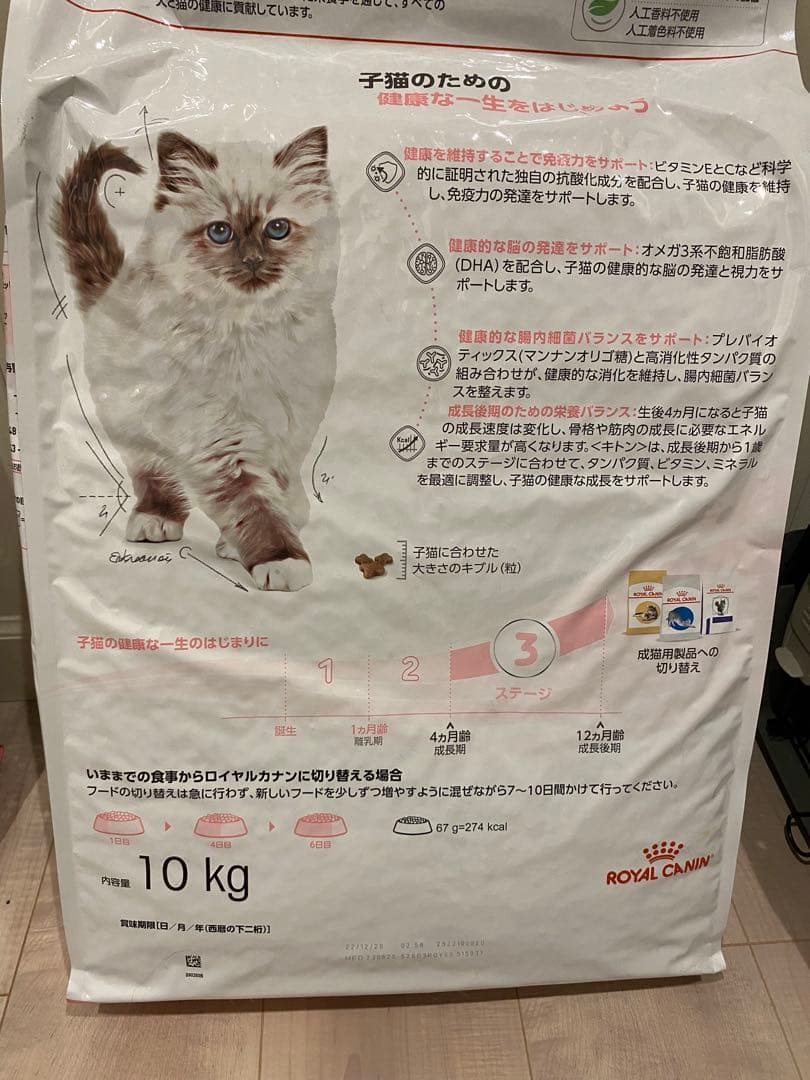 人と猫の健康に貢献しています。
人工香料不使用
人工着色料不使用
子猫のための
健康な一生をはじめよう
健康を維持することで免疫力をサポート：ビタミンEとCなど科学
的に証明された独自の抗酸化成分を配合し、子猫の健康を維持
し、免疫力の発達をサポートします。
健康的な脳の発達をサポート：オメガ3系不飽和脂肪酸
（DHA）を配合し、子猫の健康的な脳の発達と視力をサ
ポートします。
健康的な腸内細菌バランスをサポート：プレバイオ
ティックス(マンナンオリゴ糖)と高消化性タンパク質の
組み合わせが、健康的な消化を維持し、腸内細菌バラン
スを整えます。
Kcal
成長後期のための栄養バランス：生後4ヵ月になると子猫
の成長速度は変化し、骨格や筋肉の成長に必要なエネル
ギー要求量が高くなります。<キトン>は、成長後期から1歳
までのステージに合わせて、タンパク質、ビタミン、ミネラル
を最適に調整し、子猫の健康な成長をサポートします。
子猫に合わせた
大きさのキブル（粒）
子猫の健康な一生のはじまりに
1
2
3
ステージ
ROYAL CANIN
ROYAL CANIN
ROYAL CANIN
成猫用製品への
切り替え
誕生
1ヵ月齢
離乳期
4ヵ月齢
成長期
12ヵ月齢
成長後期
いままでの食事からロイヤルカナンに切り替える場合
フードの切り替えは急に行わず、新しいフードを少しずつ増やすように混ぜながら7〜10日間かけて行ってください。
1日目
4日目
6日目
67 g=274 kcal
内容量 10 kg
ROYAL CANIN
賞味期限[日／月／年(西暦の下二桁)]
22/12/25